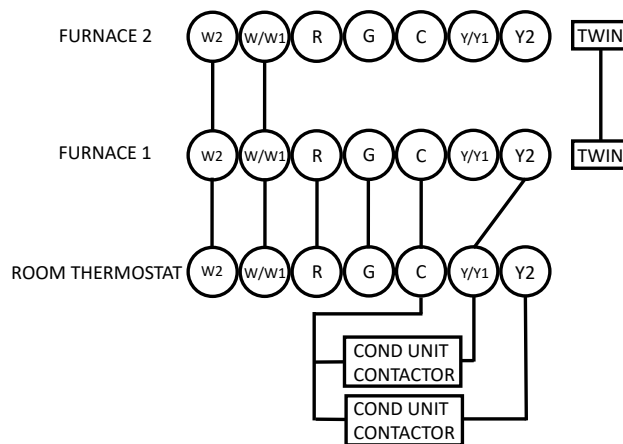 FURNACE 2 W2 W/W1 R G C Y/Y1 Y2 TWIN
FURNACE 1 W2 W/W1 R G C Y/Y1 Y2 TWIN
ROOM THERMOSTAT W2 W/W1 R G C Y/Y1 Y2
COND UNIT
CONTACTOR
COND UNIT
CONTACTOR